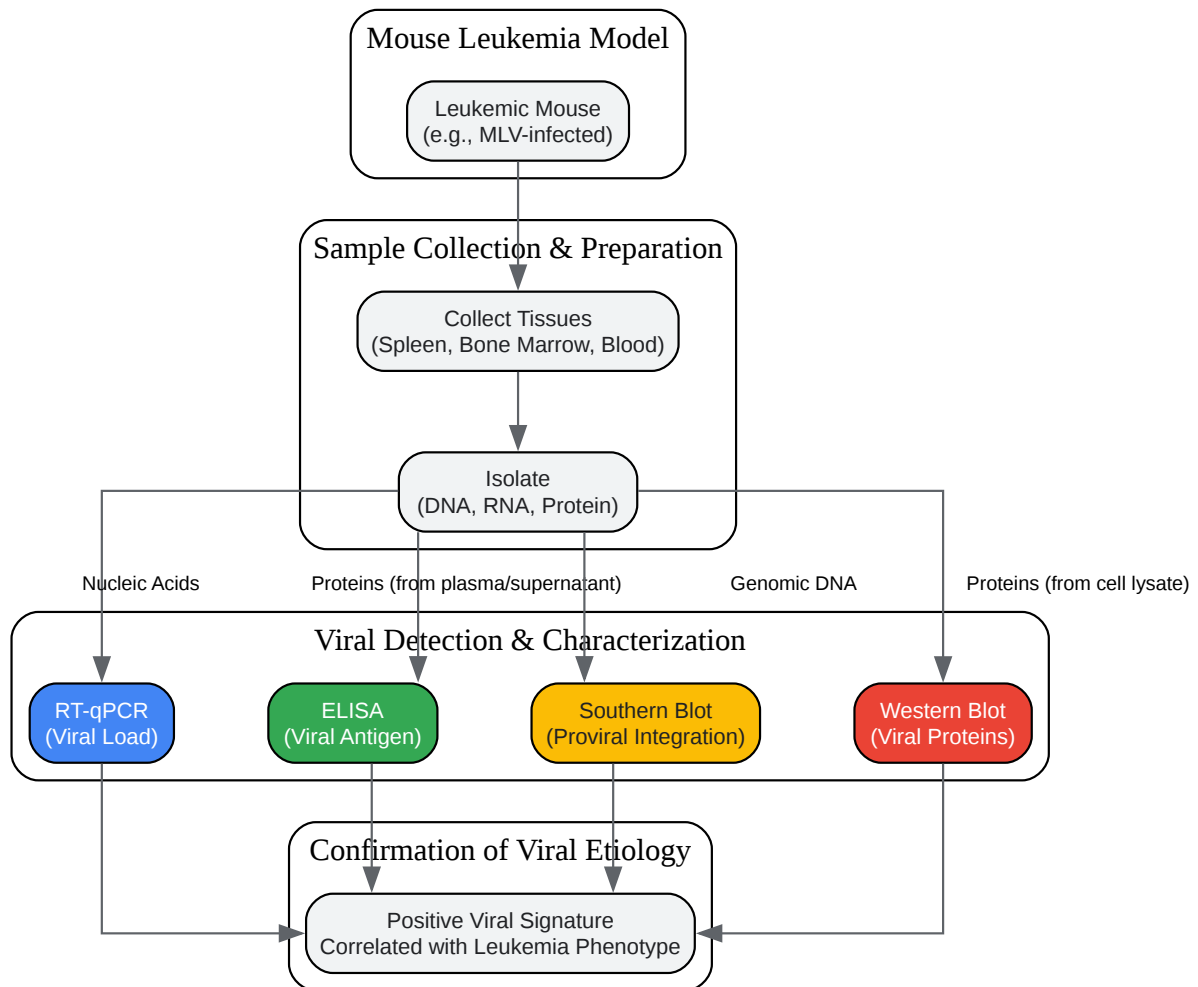 Mouse Leukemia Model
Leukemic Mouse
(e.g., MLV-infected)
Sample Collection & Preparation
Collect Tissues
(Spleen, Bone Marrow, Blood)
Isolate
(DNA, RNA, Protein)
Nucleic Acids
Proteins (from plasma/supernatant)
Genomic DNA
Proteins (from cell lysate)
Viral Detection & Characterization
RT-qPCR
(Viral Load)
ELISA
(Viral Antigen)
Southern Blot
(Proviral Integration)
Western Blot
(Viral Proteins)
Confirmation of Viral Etiology
Positive Viral Signature
Correlated with Leukemia Phenotype